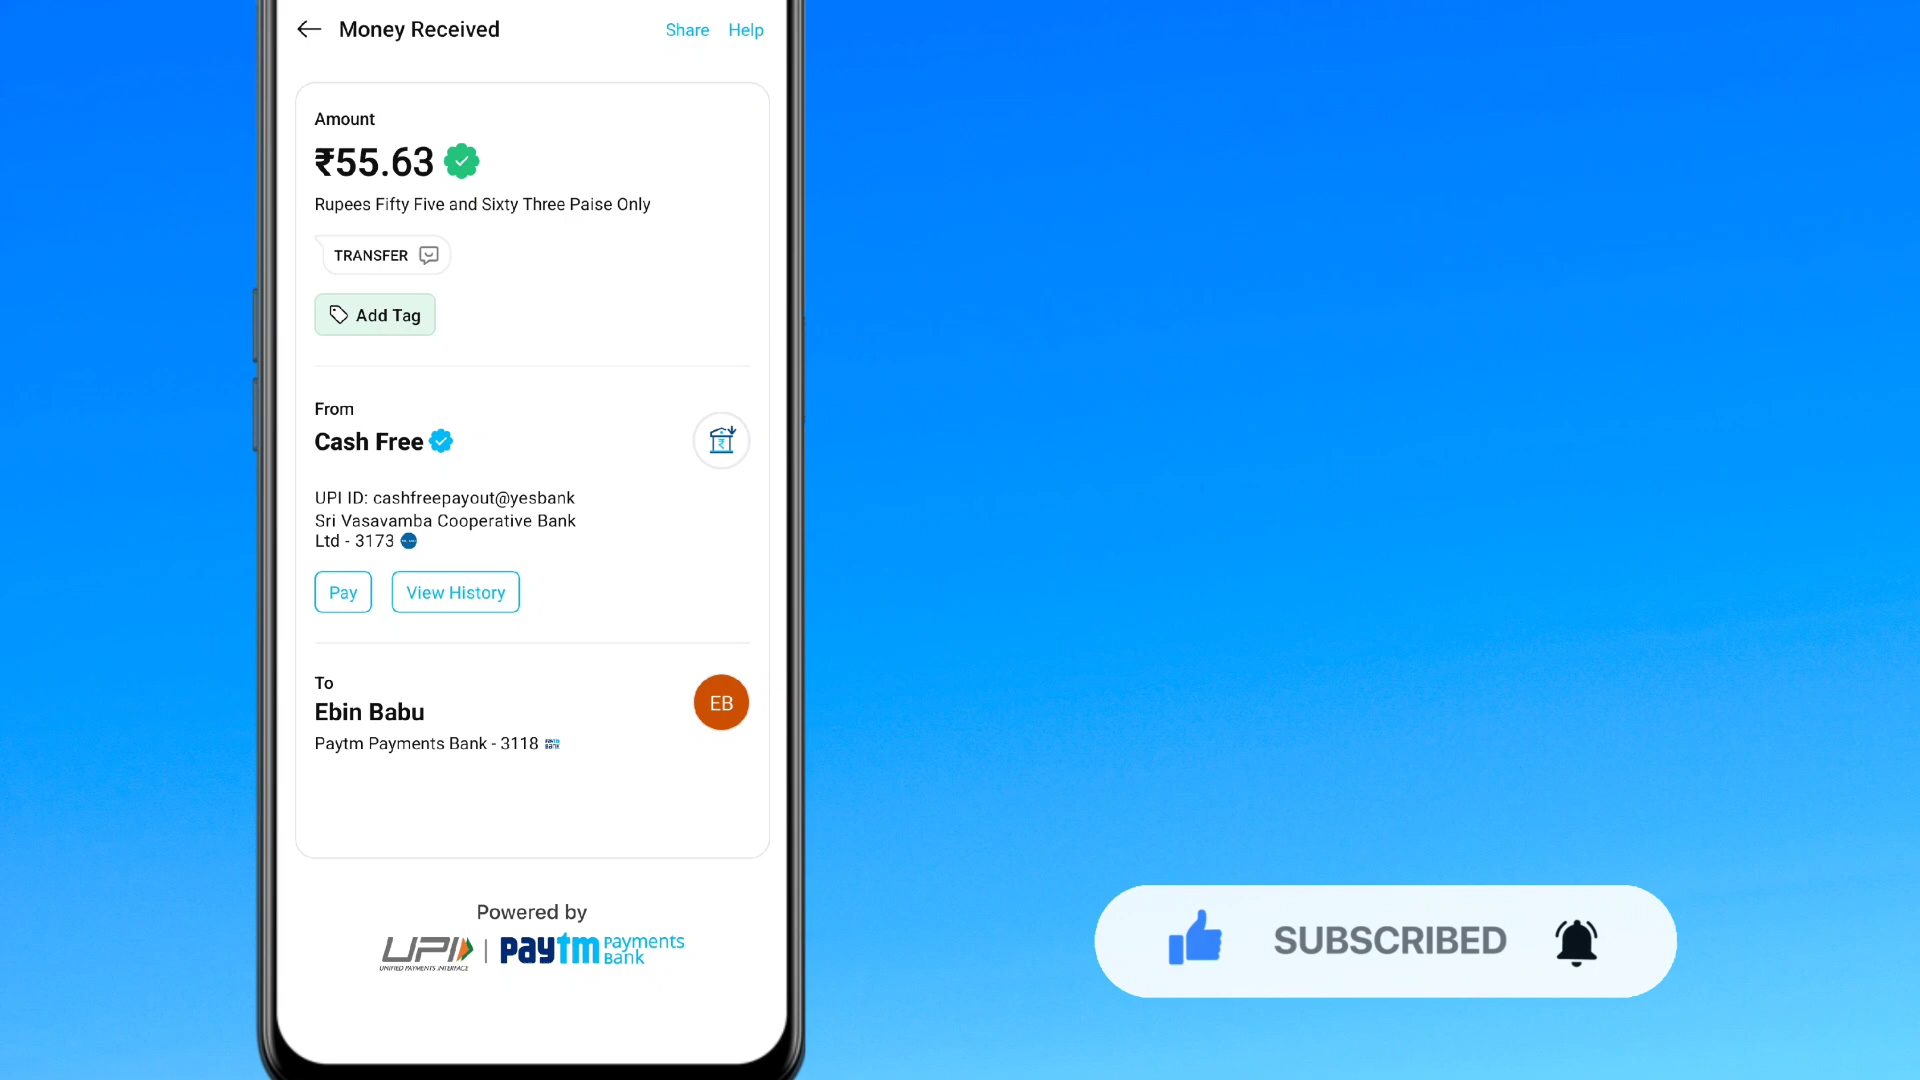 Money Received
Share Help
Amount
₹55.63
Rupees Fifty Five and Sixty Three Paise Only
TRANSFER
Add Tag
From
Cash Free
UPI ID: cashfreepayout@yesbank
Sri Vasavamba Cooperative Bank
Ltd - 3173
Pay
View History
To
Ebin Babu
EB
Paytm Payments Bank - 3118
Powered by
UPI
UNIFIED PAYMENTS INTERFACE
paytm Payments Bank
SUBSCRIBED